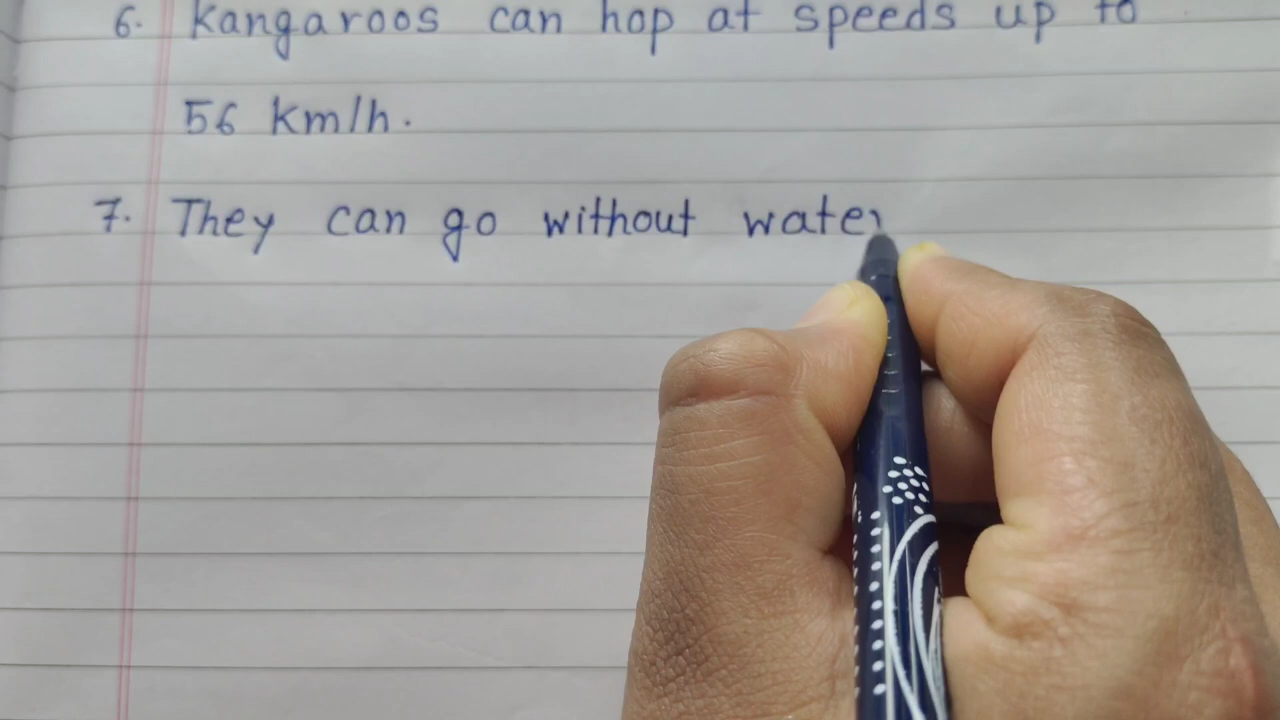 6. Kangaroos can hop at speeds up to
56 km/h.
7. They can go without water